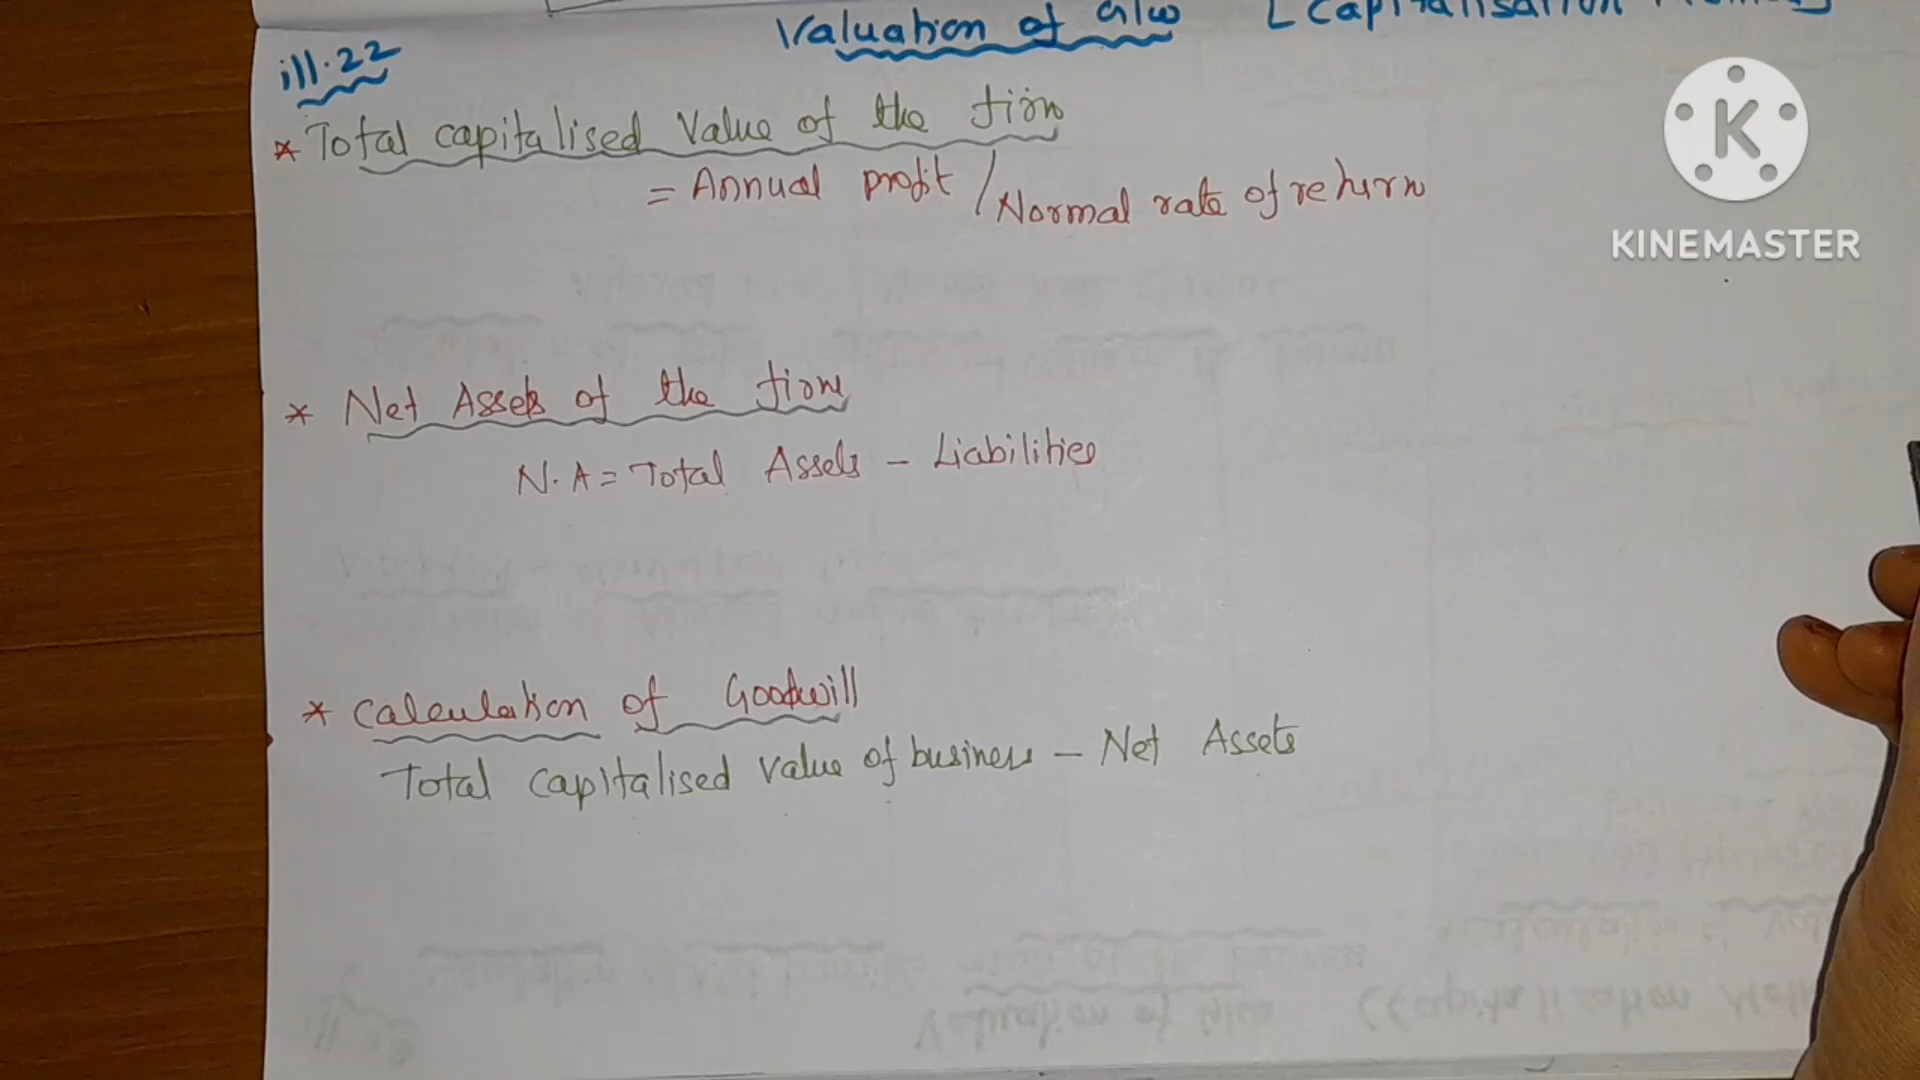 Valuation of G/w [Capitalisation
ill.22
* Total capitalised Value of the firm
= Annual profit / Normal rate of return
* Net Assets of the firm
N.A = Total Assets - Liabilities
* Calculation of Goodwill
Total capitalised value of business - Net Assets
K
KINEMASTER